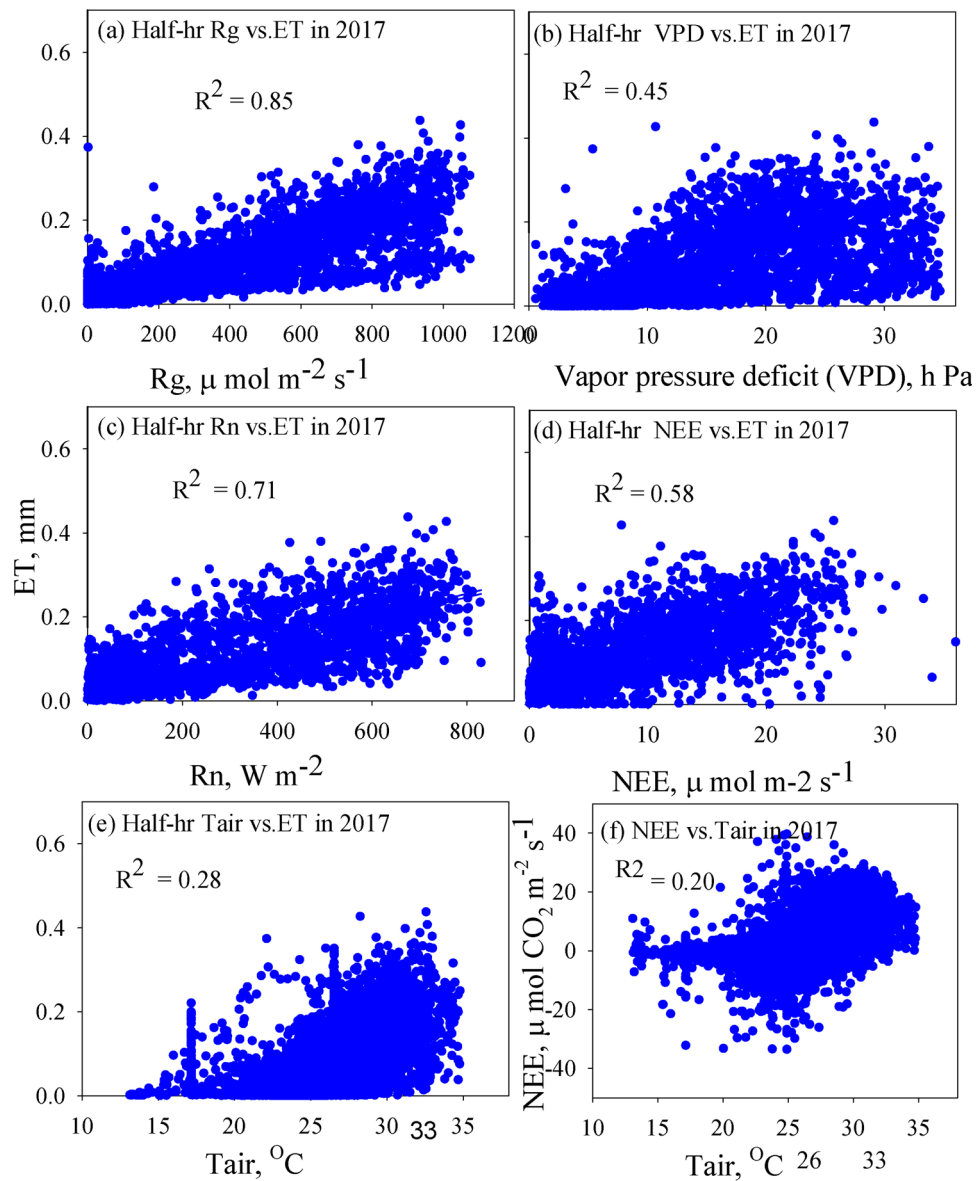 (a) Half-hr Rg vs.ET in 2017
R2 = 0.85
0.6
0.4
0.2
0.0
0 200 400 600 800 1000 1200
Rg, μ mol m-2 s-1
(b) Half-hr VPD vs.ET in 2017
R2 = 0.45
0 10 20 30
Vapor pressure deficit (VPD), h Pa
(c) Half-hr Rn vs.ET in 2017
R2 = 0.71
ET, mm
0.6
0.4
0.2
0.0
0 200 400 600 800
Rn, W m-2
(d) Half-hr NEE vs.ET in 2017
R2 = 0.58
0 10 20 30
NEE, μ mol m-2 s-1
(e) Half-hr Tair vs.ET in 2017
R2 = 0.28
0.6
0.4
0.2
0.0
10 15 20 25 30 33 35
Tair, OC
(f) NEE vs.Tair in 2017
R2 = 0.20
NEE, μ mol CO2 m-2 s-1
40
20
0
-20
-40
10 15 20 25 30 35
Tair, OC 26 33